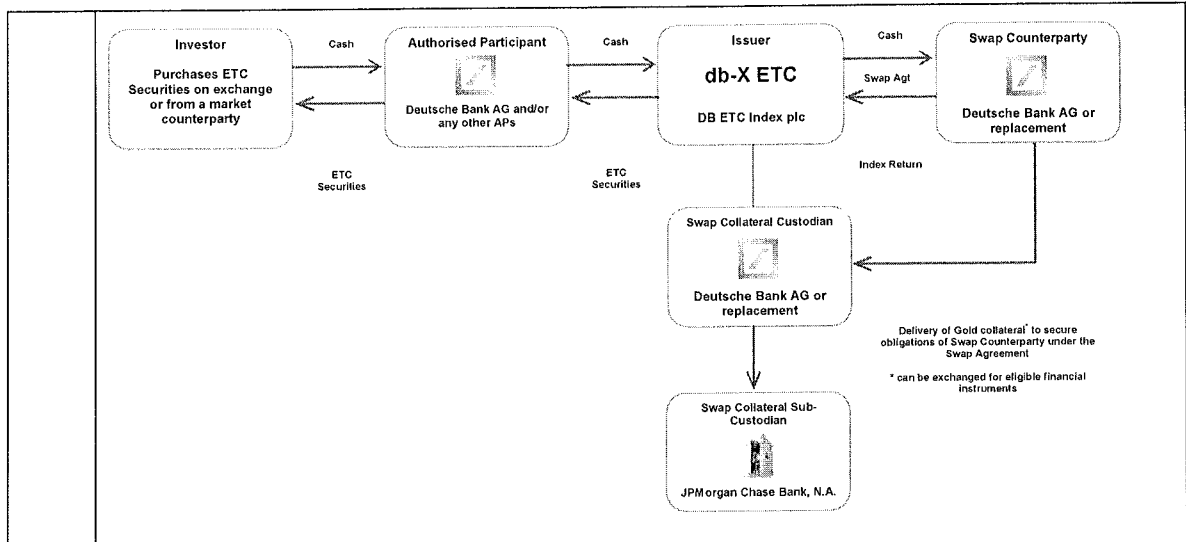 Investor
Purchases ETC
Securities on exchange
or from a market
counterparty
Cash
ETC
Securities
Authorised Participant
Deutsche Bank AG and/or
any other APs
Cash
ETC
Securities
Issuer
db-X ETC
DB ETC Index plc
Cash
Swap Agt
Index Return
Swap Counterparty
Deutsche Bank AG or
replacement
Swap Collateral Custodian
Deutsche Bank AG or
replacement
Delivery of Gold collateral* to secure
obligations of Swap Counterparty under the
Swap Agreement
* can be exchanged for eligible financial
instruments
Swap Collateral Sub-
Custodian
JPMorgan Chase Bank, N.A.